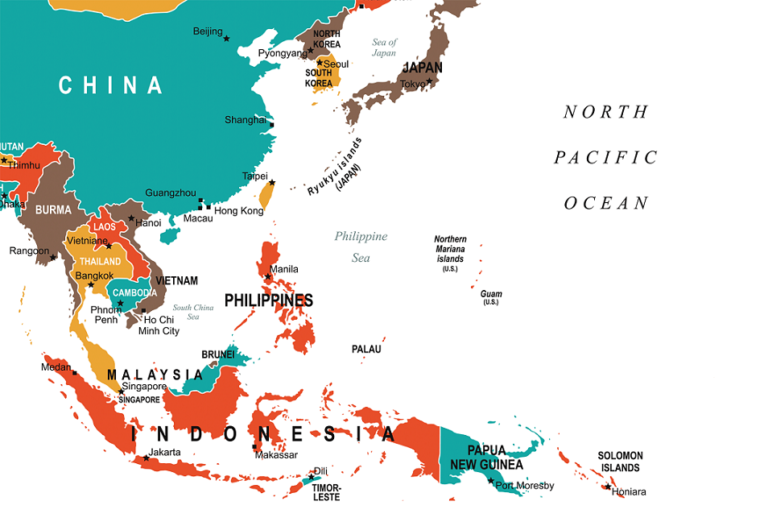 Beijing
NORTH
KOREA
Pyongyang
Sea of
Japan
Seoul
SOUTH
KOREA
JAPAN
Tokyo
CHINA
NORTH
PACIFIC
OCEAN
Shanghai
Ryukyu islands
(JAPAN)
Thimhu
Taipei
Guangzhou
Macau
Hong Kong
BURMA
Hanoi
LAOS
Vietniane
Rangoon
THAILAND
Bangkok
VIETNAM
CAMBODIA
Phnom
Penh
Ho Chi
Minh City
South China
Sea
Philippine
Sea
Northern
Mariana
islands
(U.S.)
Guam
(U.S.)
Manila
PHILIPPINES
PALAU
BRUNEI
Medan
MALAYSIA
Singapore
SINGAPORE
INDONESIA
Jakarta
Makassar
Dili
TIMOR-
LESTE
PAPUA
NEW GUINEA
Port Moresby
SOLOMON
ISLANDS
Honiara